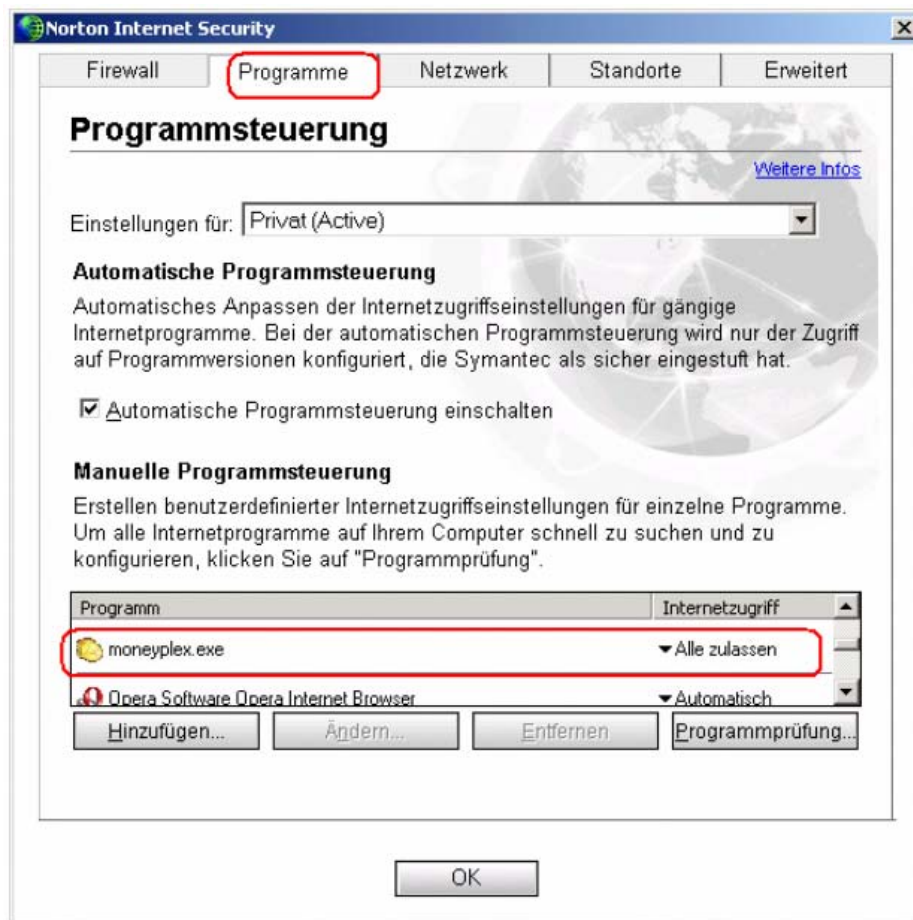 Norton Internet Security
Firewall Programme Netzwerk Standorte Erweitert
Programmsteuerung
Weitere Infos
Einstellungen für: Privat (Active)
Automatische Programmsteuerung
Automatisches Anpassen der Internetzugriffseinstellungen für gängige
Internetprogramme. Bei der automatischen Programmsteuerung wird nur der Zugriff
auf Programmversionen konfiguriert, die Symantec als sicher eingestuft hat.
Automatische Programmsteuerung einschalten
Manuelle Programmsteuerung
Erstellen benutzerdefinierter Internetzugriffseinstellungen für einzelne Programme.
Um alle Internetprogramme auf Ihrem Computer schnell zu suchen und zu
konfigurieren, klicken Sie auf "Programmprüfung".
Programm Internetzugriff
moneyplex.exe Alle zulassen
Opera Software Opera Internet Browser Automatisch
Hinzufügen... Ändern... Entfernen Programmprüfung...
OK